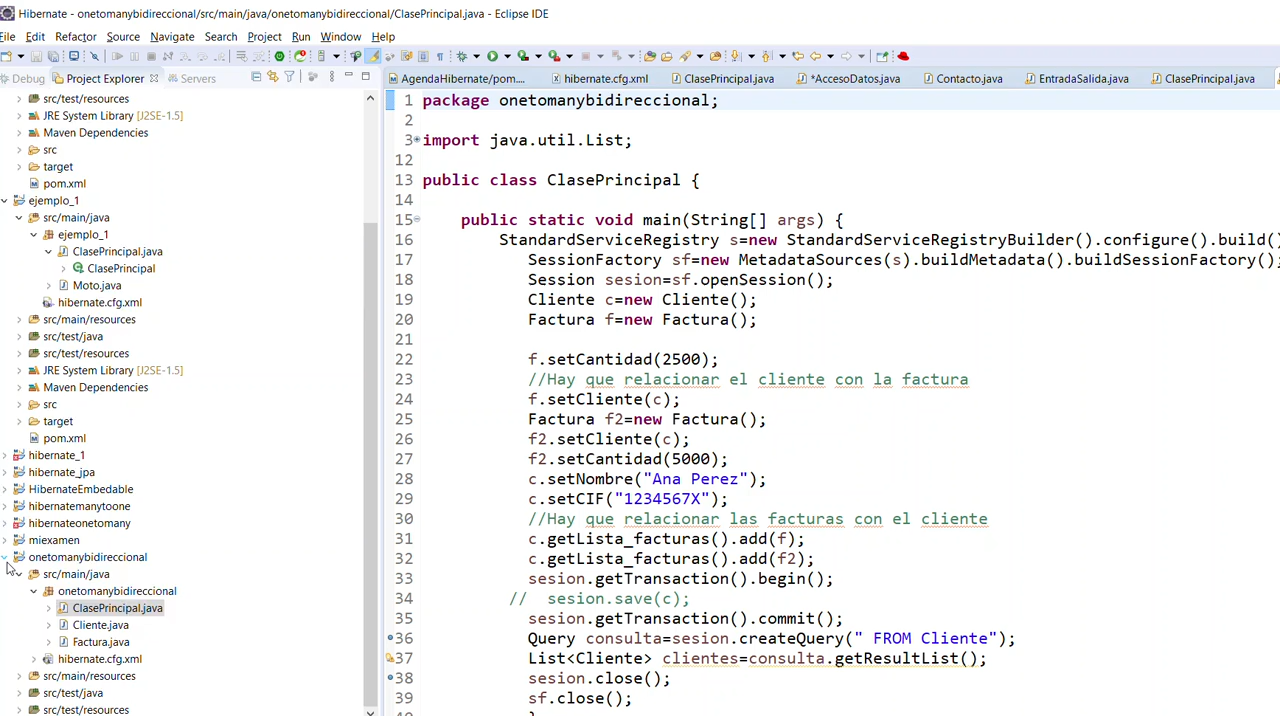 Hibernate - onetomanybidireccional/src/main/java/onetomanybidireccional/ClasePrincipal.java - Eclipse IDE
File Edit Refactor Source Navigate Search Project Run Window Help
Debug Project Explorer Servers
src/test/resources
JRE System Library [J2SE-1.5]
Maven Dependencies
src
target
pom.xml
ejemplo_1
src/main/java
ejemplo_1
ClasePrincipal.java
ClasePrincipal
Moto.java
hibernate.cfg.xml
src/main/resources
src/test/java
src/test/resources
JRE System Library [J2SE-1.5]
Maven Dependencies
src
target
pom.xml
hibernate_1
hibernate_jpa
HibernateEmbedable
hibernatemanytoone
hibernateonetomany
miexamen
onetomanybidireccional
src/main/java
onetomanybidireccional
ClasePrincipal.java
Cliente.java
Factura.java
hibernate.cfg.xml
src/main/resources
src/test/java
src/test/resources
AgendaHibernate/pom.... hibernate.cfg.xml ClasePrincipal.java *AccesoDatos.java Contacto.java EntradaSalida.java ClasePrincipal.java
1 package onetomanybidireccional;
2
3 import java.util.List;
12
13 public class ClasePrincipal {
14
15 public static void main(String[] args) {
16 StandardServiceRegistry s=new StandardServiceRegistryBuilder().configure().build()
17 SessionFactory sf=new MetadataSources(s).buildMetadata().buildSessionFactory();
18 Session sesion=sf.openSession();
19 Cliente c=new Cliente();
20 Factura f=new Factura();
21
22 f.setCantidad(2500);
23 //Hay que relacionar el cliente con la factura
24 f.setCliente(c);
25 Factura f2=new Factura();
26 f2.setCliente(c);
27 f2.setCantidad(5000);
28 c.setNombre("Ana Perez");
29 c.setCIF("1234567X");
30 //Hay que relacionar las facturas con el cliente
31 c.getLista_facturas().add(f);
32 c.getLista_facturas().add(f2);
33 sesion.getTransaction().begin();
34 // sesion.save(c);
35 sesion.getTransaction().commit();
36 Query consulta=sesion.createQuery(" FROM Cliente");
37 List<Cliente> clientes=consulta.getResultList();
38 sesion.close();
39 sf.close();
40 }